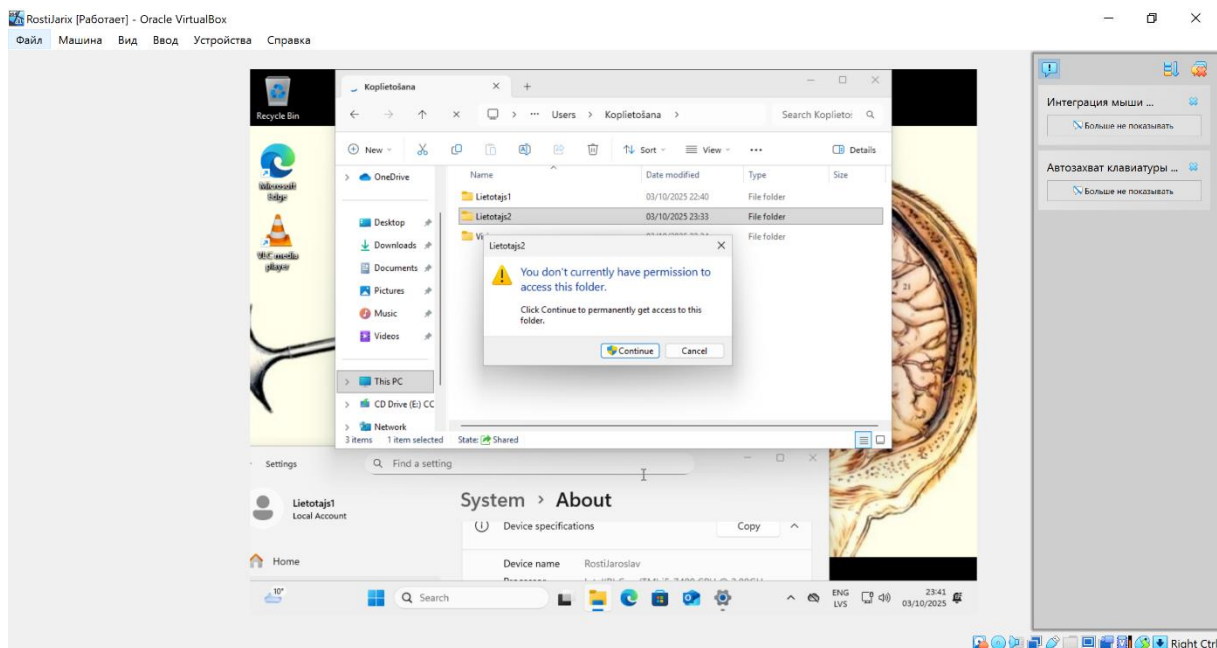 RostiJarix [Работает] - Oracle VirtualBox
Файл Машина Вид Ввод Устройства Справка
Recycle Bin
Microsoft
Edge
VLC media
player
Koplietošana
Users > Koplietošana >
Search Koplieto:
New
Sort
View
Details
OneDrive
Desktop
Downloads
Documents
Pictures
Music
Videos
This PC
CD Drive (E:) CC
Network
Name Date modified Type Size
Lietotajs1 03/10/2025 22:40 File folder
Lietotajs2 03/10/2025 23:33 File folder
File folder
Lietotajs2
You don't currently have permission to
access this folder.
Click Continue to permanently get access to this
folder.
Continue Cancel
3 items 1 item selected State: Shared
Settings
Find a setting
Lietotajs1
Local Account
Home
System > About
Device specifications
Copy
Device name RostiJaroslav
10°
Search
ENG
LVS
23:41
03/10/2025
21
Интеграция мыши ...
Больше не показывать
Автозахват клавиатуры ...
Больше не показывать
Right Ctrl